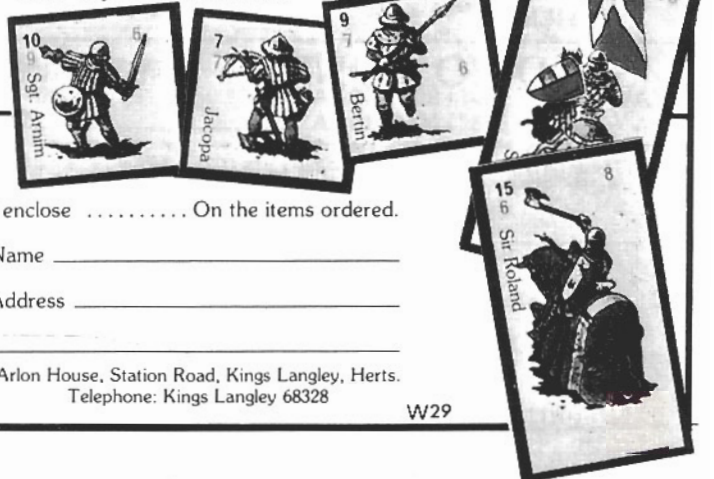 10 6
9
Sgt. Arnim
7
7
Jacopa
9
7
6
Bertin
15 8
6
Sir Roland
enclose .......... On the items ordered.
Name
Address
Arlon House, Station Road, Kings Langley, Herts.
Telephone: Kings Langley 68328
W29